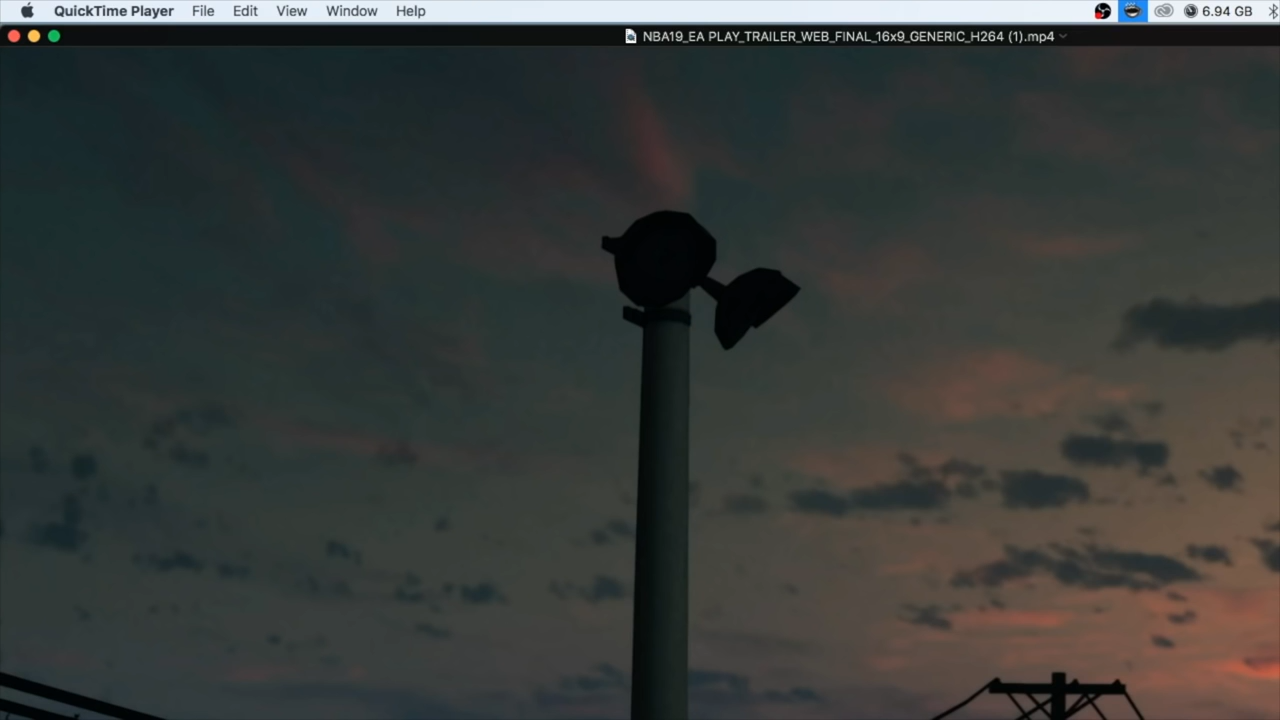 QuickTime Player File Edit View Window Help 6.94 GB
NBA19_EA PLAY_TRAILER_WEB_FINAL_16x9_GENERIC_H264 (1).mp4